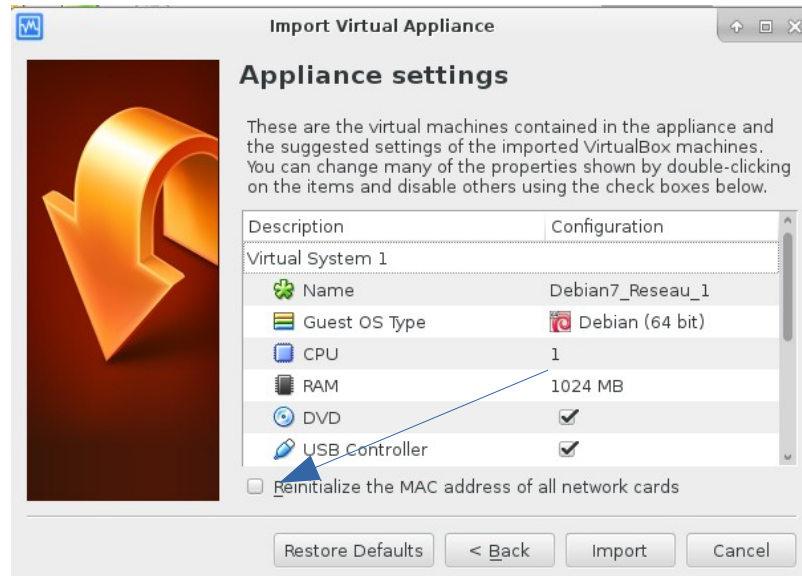 Import Virtual Appliance
Appliance settings
These are the virtual machines contained in the appliance and
the suggested settings of the imported VirtualBox machines.
You can change many of the properties shown by double-clicking
on the items and disable others using the check boxes below.
Description Configuration
Virtual System 1
Name Debian7_Reseau_1
Guest OS Type Debian (64 bit)
CPU 1
RAM 1024 MB
DVD
USB Controller
Reinitialize the MAC address of all network cards
Restore Defaults < Back Import Cancel